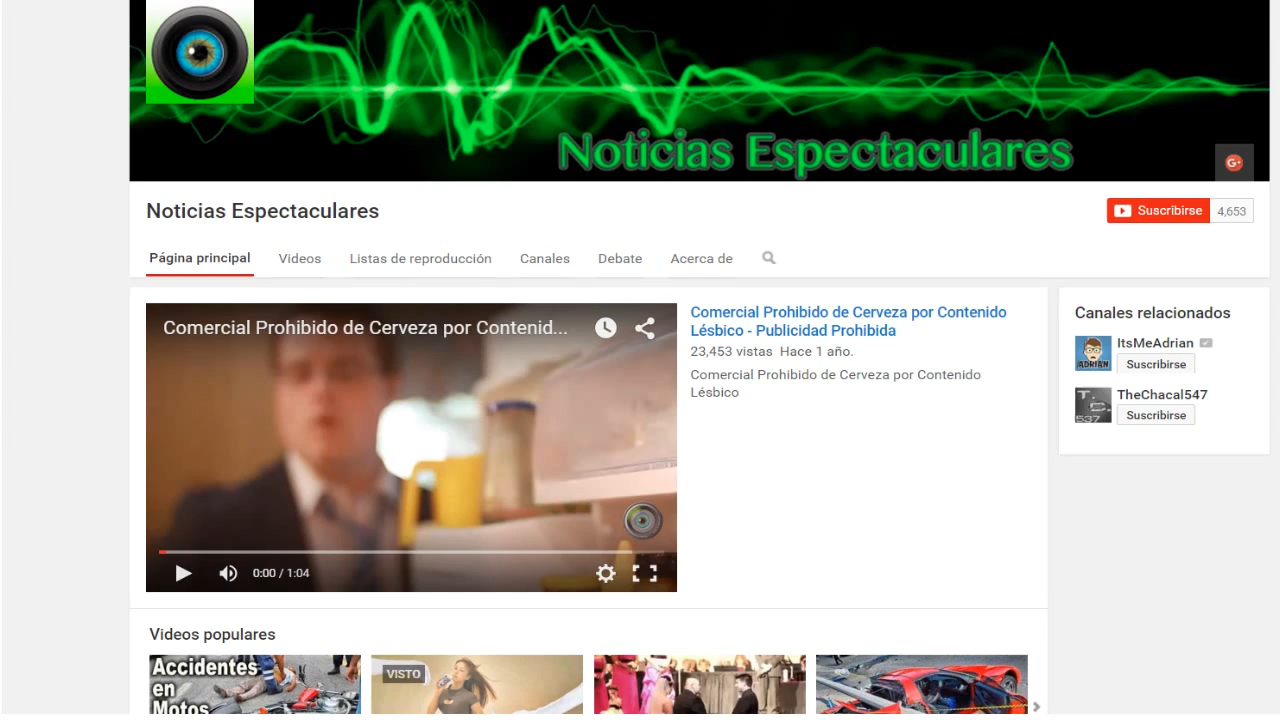 Noticias Espectaculares
G+
Noticias Espectaculares
Suscribirse 4,653
Página principal Videos Listas de reproducción Canales Debate Acerca de
Comercial Prohibido de Cerveza por Contenid...
0:00 / 1:04
Comercial Prohibido de Cerveza por Contenido
Lésbico - Publicidad Prohibida
23,453 vistas Hace 1 año.
Comercial Prohibido de Cerveza por Contenido
Lésbico
Canales relacionados
ItsMeAdrian
ADRIAN
Suscribirse
TheChacal547
T.
C.
537
Suscribirse
Videos populares
Accidentes
en
Motos
VISTO